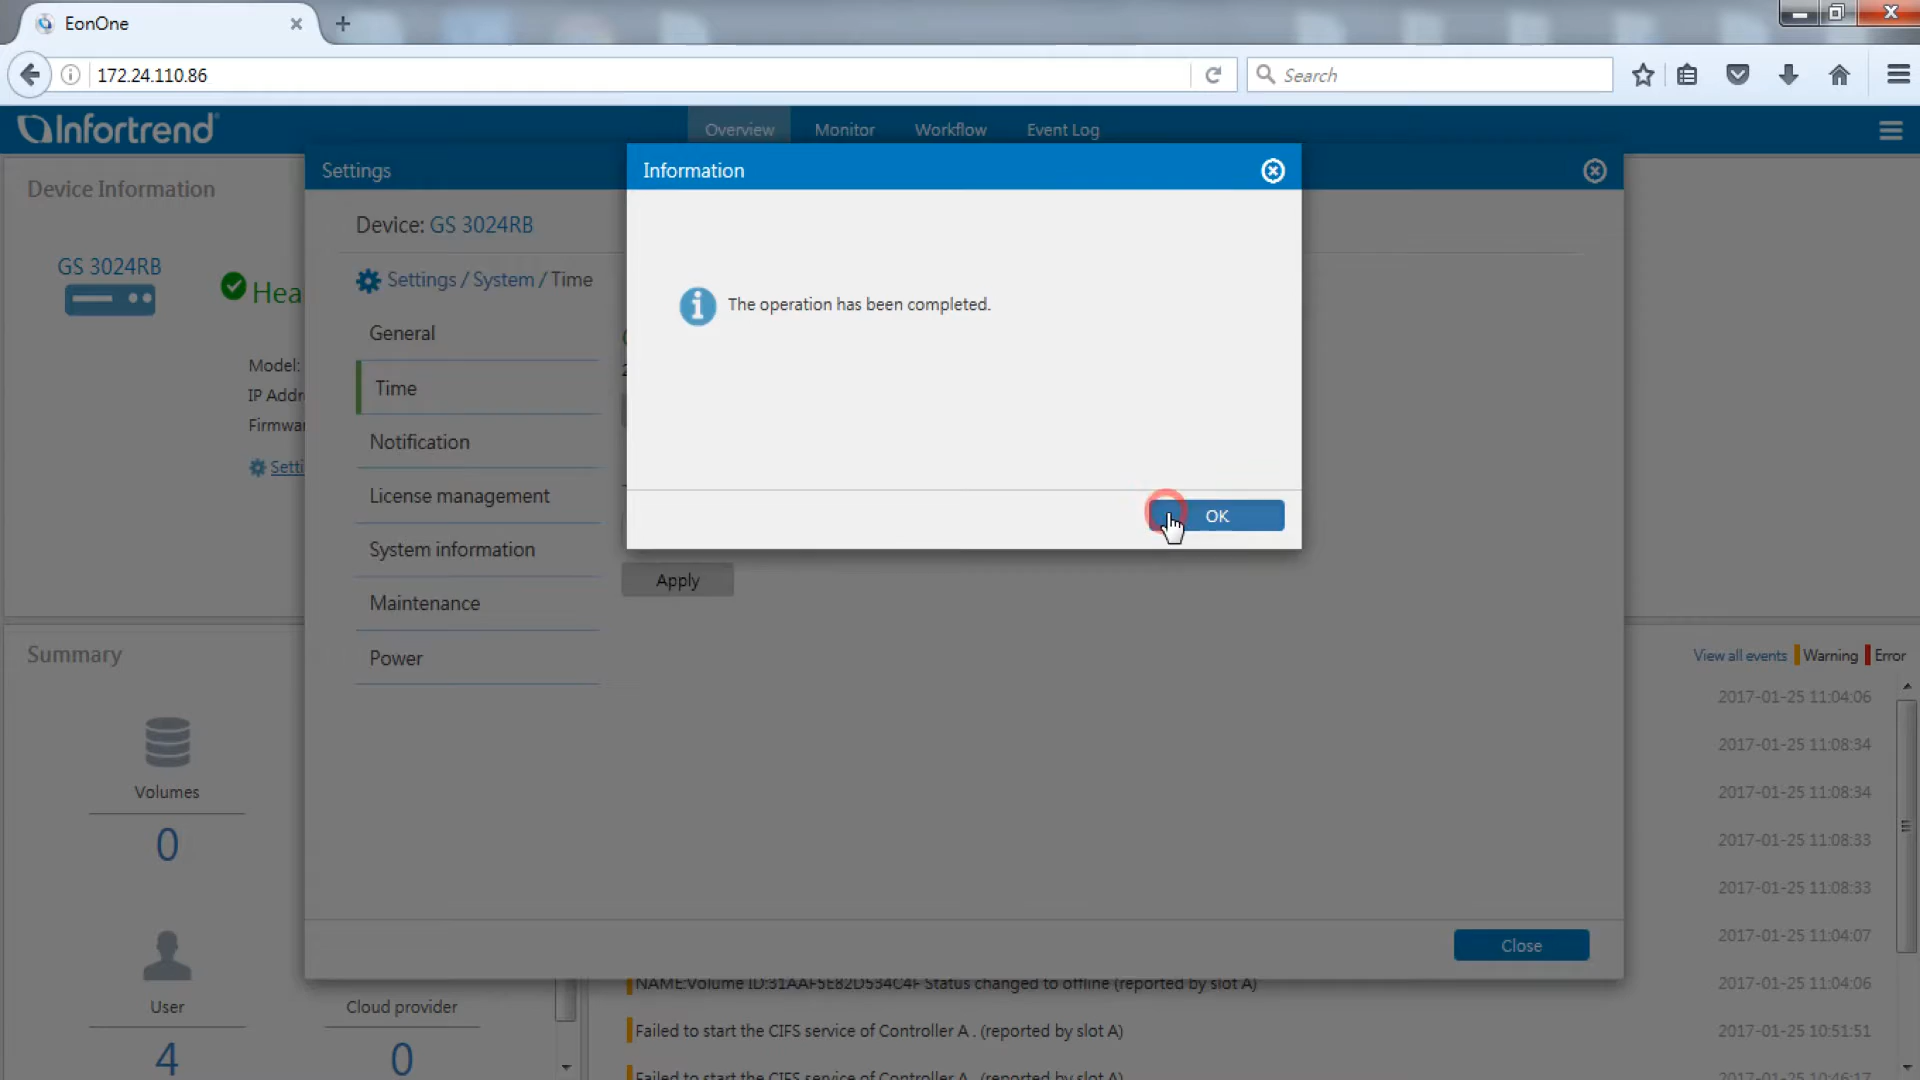 EonOne
172.24.110.86
Search
Infortrend
Overview
Monitor
Workflow
Event Log
Device Information
Settings
Information
Device: GS 3024RB
GS 3024RB
Hea
Settings / System / Time
The operation has been completed.
General
Model:
Time
IP Addr
Firmwa
Notification
Setti
License management
OK
System information
Apply
Maintenance
Power
Summary
View all events
Warning
Error
2017-01-25 11:04:06
2017-01-25 11:08:34
Volumes
2017-01-25 11:08:34
0
2017-01-25 11:08:33
2017-01-25 11:08:33
2017-01-25 11:04:07
Close
NAME:Volume ID:31AAF5E82D534C4F Status changed to offline (reported by slot A)
2017-01-25 11:04:06
User
Cloud provider
Failed to start the CIFS service of Controller A . (reported by slot A)
2017-01-25 10:51:51
4
0
Failed to start the CIFS service of Controller A . (reported by slot A)
2017-01-25 10:46:17